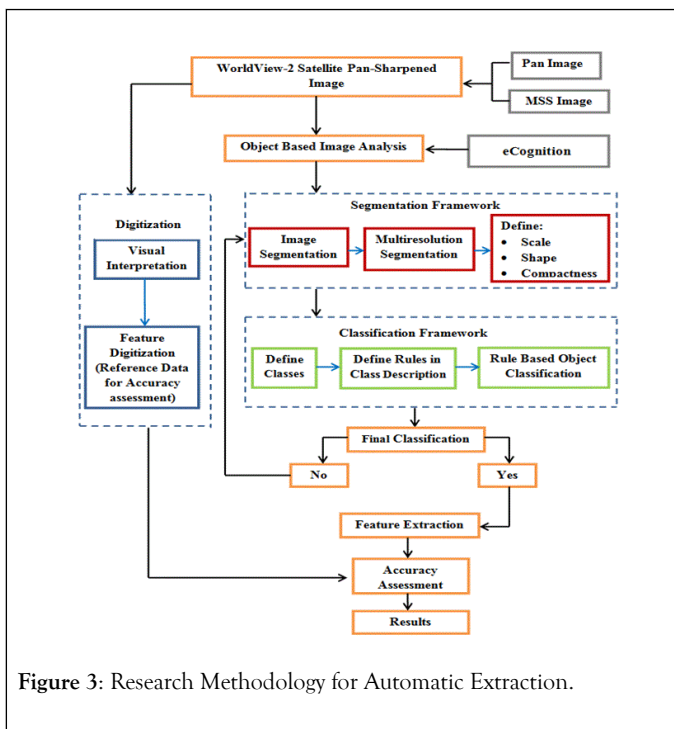 WorldView-2 Satellite Pan-Sharpened
Image
Pan Image
MSS Image
Object Based Image Analysis
eCognition
Digitization
Visual
Interpretation
Feature
Digitization
(Reference Data
for Accuracy
assessment)
Segmentation Framework
Image
Segmentation
Multiresolution
Segmentation
Define:
• Scale
• Shape
• Compactness
Classification Framework
Define
Classes
Define Rules in
Class Description
Rule Based Object
Classification
Final Classification
No
Yes
Feature Extraction
Accuracy
Assessment
Results
Figure 3: Research Methodology for Automatic Extraction.